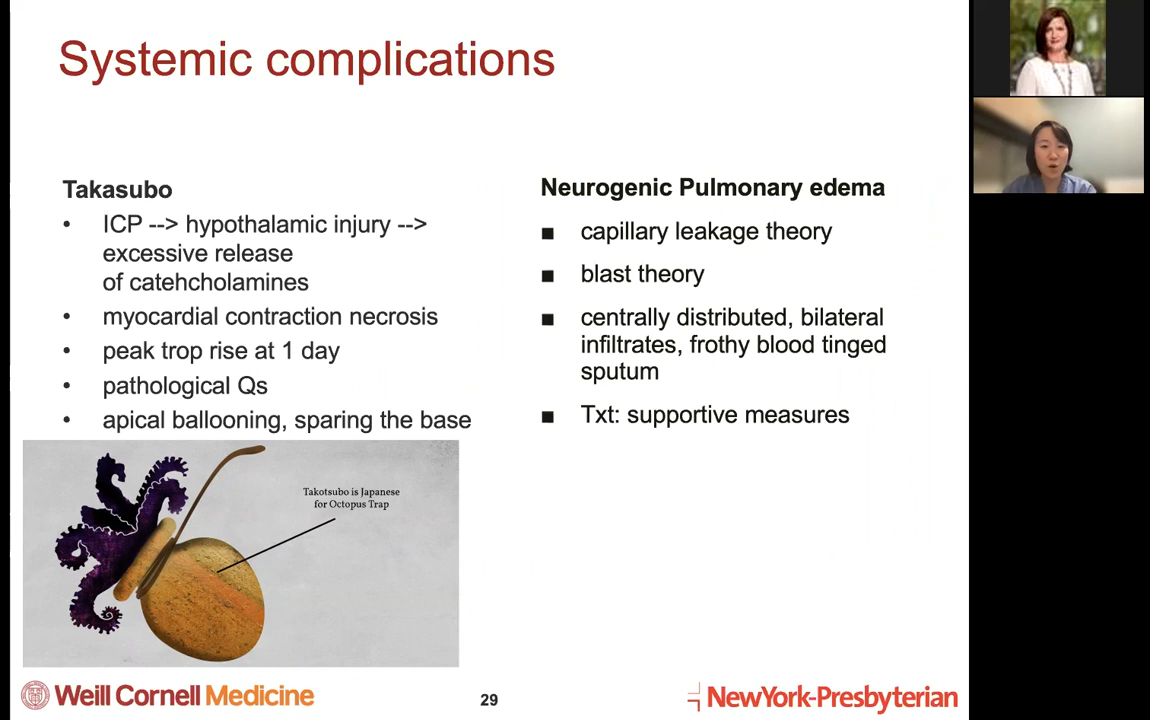 Systemic complications
Takasubo
• ICP --> hypothalamic injury -->
excessive release
of catehcholamines
• myocardial contraction necrosis
• peak trop rise at 1 day
• pathological Qs
• apical ballooning, sparing the base
Takotsubo is Japanese
for Octopus Trap
Neurogenic Pulmonary edema
■ capillary leakage theory
■ blast theory
■ centrally distributed, bilateral
infiltrates, frothy blood tinged
sputum
■ Txt: supportive measures
Weill Cornell Medicine
29
NewYork-Presbyterian